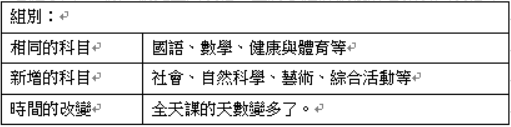 組別：
相同的科目 國語、數學、健康與體育等
新增的科目 社會、自然科學、藝術、綜合活動等
時間的改變 全天課的天數變多了。